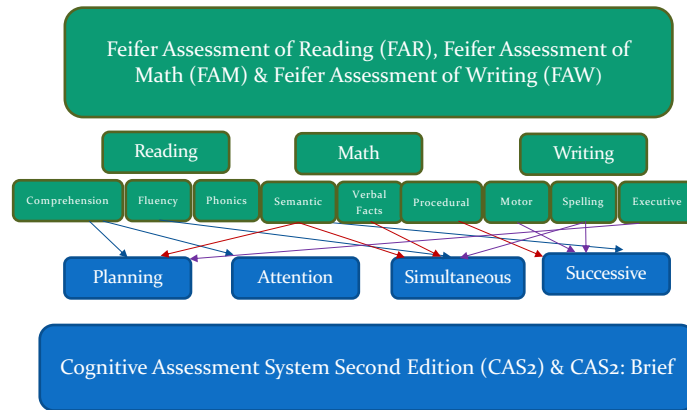 Feifer Assessment of Reading (FAR), Feifer Assessment of
Math (FAM) & Feifer Assessment of Writing (FAW)
Reading
Math
Writing
Comprehension
Fluency
Phonics
Semantic
Verbal
Facts
Procedural
Motor
Spelling
Executive
Planning
Attention
Simultaneous
Successive
Cognitive Assessment System Second Edition (CAS2) & CAS2: Brief